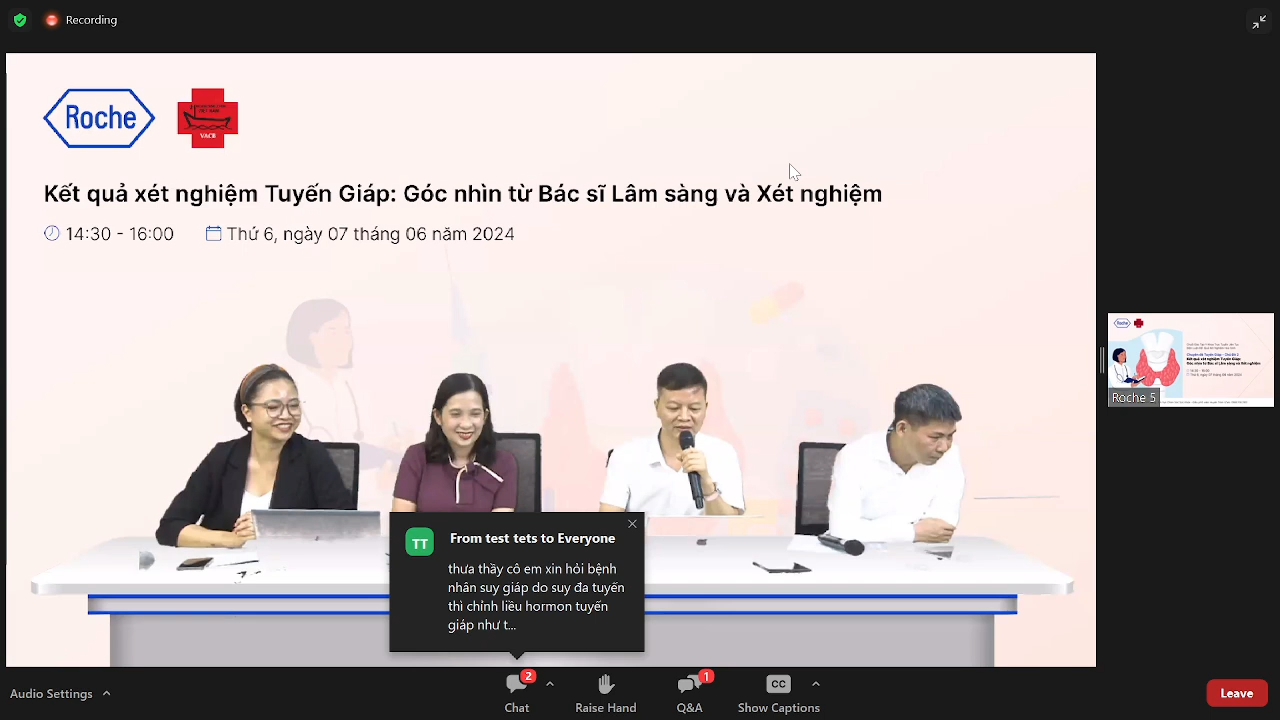 Recording
Roche
VACB
Kết quả xét nghiệm Tuyến Giáp: Góc nhìn từ Bác sĩ Lâm sàng và Xét nghiệm
14:30 - 16:00
Thứ 6, ngày 07 tháng 06 năm 2024
Roche 5
TT
From test tets to Everyone
thưa thầy cô em xin hỏi bệnh
nhân suy giáp do suy đa tuyến
thì chỉnh liều hormon tuyến
giáp như t...
2
1
CC
Audio Settings
Chat
Raise Hand
Q&A
Show Captions
Leave